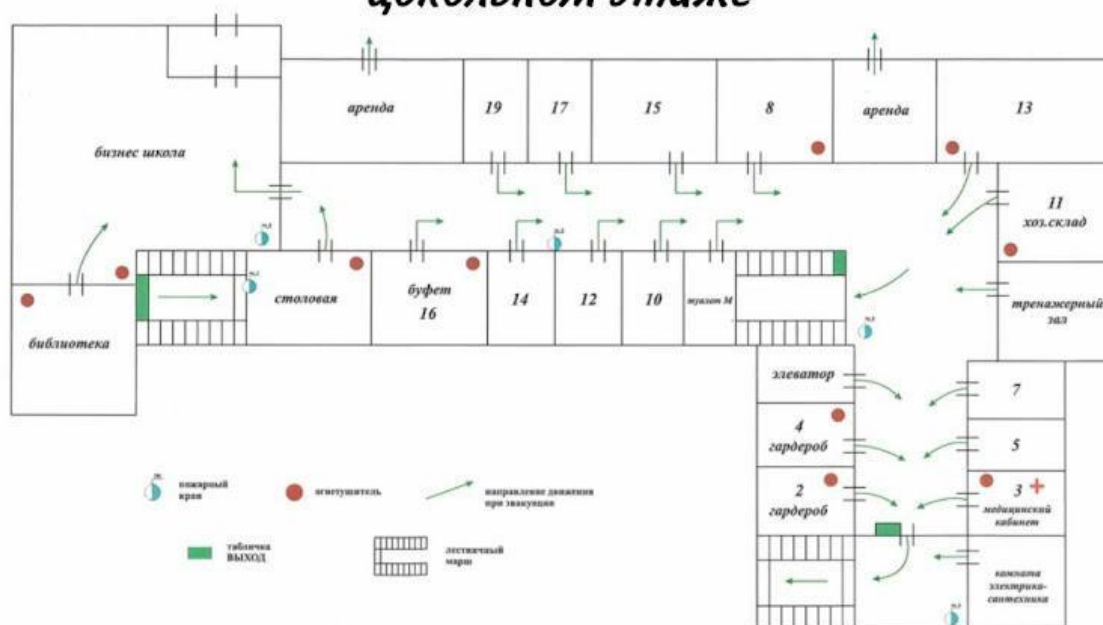 цокольном этаже
аренда
19
17
15
8
аренда
13
бизнес школа
11
хоз.склад
столовая
буфет
16
14
12
10
туалет М
тренажерный
зал
библиотека
элеватор
7
4
гардероб
5
2
гардероб
3
медицинский
кабинет
комната
электрика-
сантехника
пожарный
кран
огнетушитель
направление движения
при эвакуации
табличка
ВЫХОД
лестничный
марш